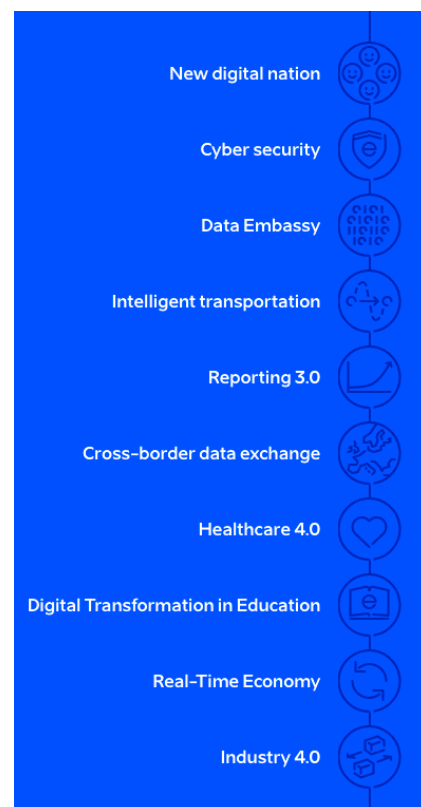 New digital nation
Cyber security
Data Embassy
Intelligent transportation
Reporting 3.0
Cross-border data exchange
Healthcare 4.0
Digital Transformation in Education
Real-Time Economy
Industry 4.0